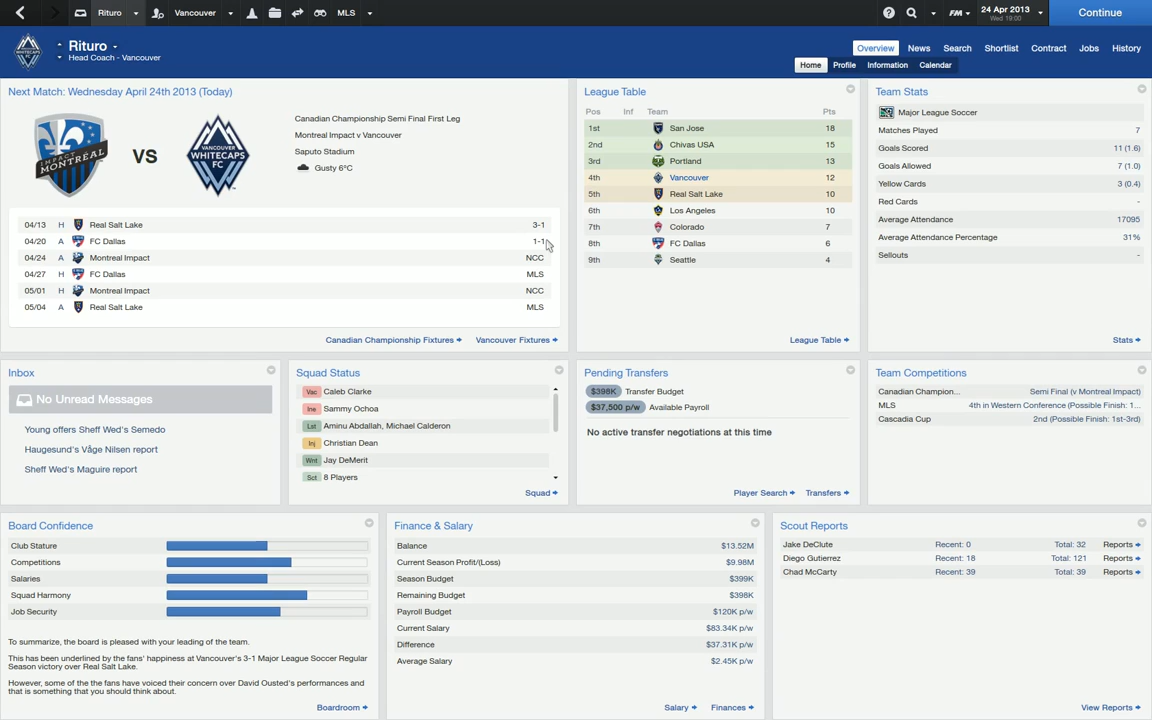 Rituro
Vancouver
MLS
FM
24 Apr 2013
Wed 19:00
Continue
Rituro
Head Coach - Vancouver
Overview
News
Search
Shortlist
Contract
Jobs
History
Home
Profile
Information
Calendar
Next Match: Wednesday April 24th 2013 (Today)
IMPACT
MONTRÉAL
VS
VANCOUVER
WHITECAPS
FC
Canadian Championship Semi Final First Leg
Montreal Impact v Vancouver
Saputo Stadium
Gusty 6°C
04/13 H Real Salt Lake 3-1
04/20 A FC Dallas 1-1
04/24 A Montreal Impact NCC
04/27 H FC Dallas MLS
05/01 H Montreal Impact NCC
05/04 A Real Salt Lake MLS
Canadian Championship Fixtures
Vancouver Fixtures
League Table
Pos Inf Team Pts
1st San Jose 18
2nd Chivas USA 15
3rd Portland 13
4th Vancouver 12
5th Real Salt Lake 10
6th Los Angeles 10
7th Colorado 7
8th FC Dallas 6
9th Seattle 4
League Table
Team Stats
Major League Soccer
Matches Played 7
Goals Scored 11 (1.6)
Goals Allowed 7 (1.0)
Yellow Cards 3 (0.4)
Red Cards -
Average Attendance 17095
Average Attendance Percentage 31%
Sellouts -
Stats
Inbox
No Unread Messages
Young offers Sheff Wed's Semedo
Haugesund's Våge Nilsen report
Sheff Wed's Maguire report
Squad Status
Vac Caleb Clarke
Ine Sammy Ochoa
Lst Aminu Abdallah, Michael Calderon
Inj Christian Dean
Wnt Jay DeMerit
Sct 8 Players
Squad
Pending Transfers
$398K Transfer Budget
$37,500 p/w Available Payroll
No active transfer negotiations at this time
Player Search
Transfers
Team Competitions
Canadian Champion... Semi Final (v Montreal Impact)
MLS 4th in Western Conference (Possible Finish: 1...
Cascadia Cup 2nd (Possible Finish: 1st-3rd)
Board Confidence
Club Stature
Competitions
Salaries
Squad Harmony
Job Security
To summarize, the board is pleased with your leading of the team.
This has been underlined by the fans' happiness at Vancouver's 3-1 Major League Soccer Regular
Season victory over Real Salt Lake.
However, some of the fans have voiced their concern over David Ousted's performances and
that is something that you should think about.
Boardroom
Finance & Salary
Balance $13.52M
Current Season Profit/(Loss) $9.98M
Season Budget $399K
Remaining Budget $398K
Payroll Budget $120K p/w
Current Salary $83.34K p/w
Difference $37.31K p/w
Average Salary $2.45K p/w
Salary
Finances
Scout Reports
Jake DeClute Recent: 0 Total: 32 Reports
Diego Gutierrez Recent: 18 Total: 121 Reports
Chad McCarty Recent: 39 Total: 39 Reports
View Reports